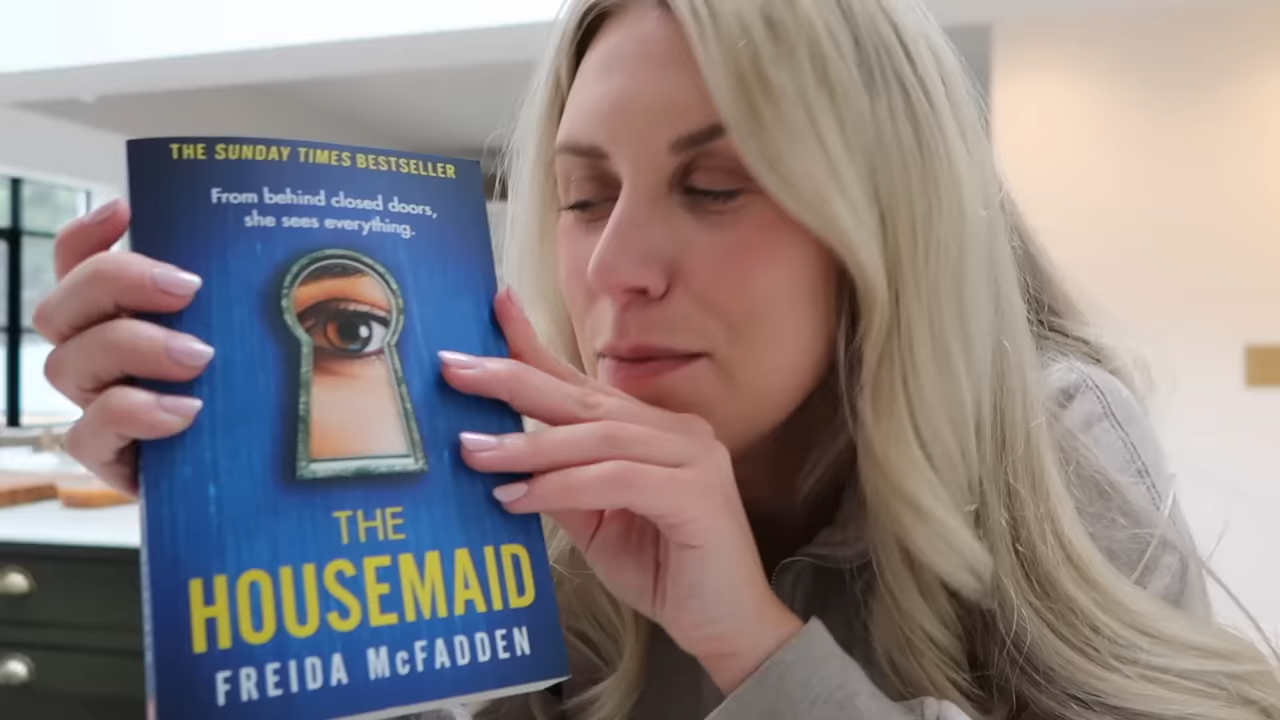 THE SUNDAY TIMES BESTSELLER
From behind closed doors,
she sees everything.
THE
HOUSEMAID
FREIDA McFADDEN